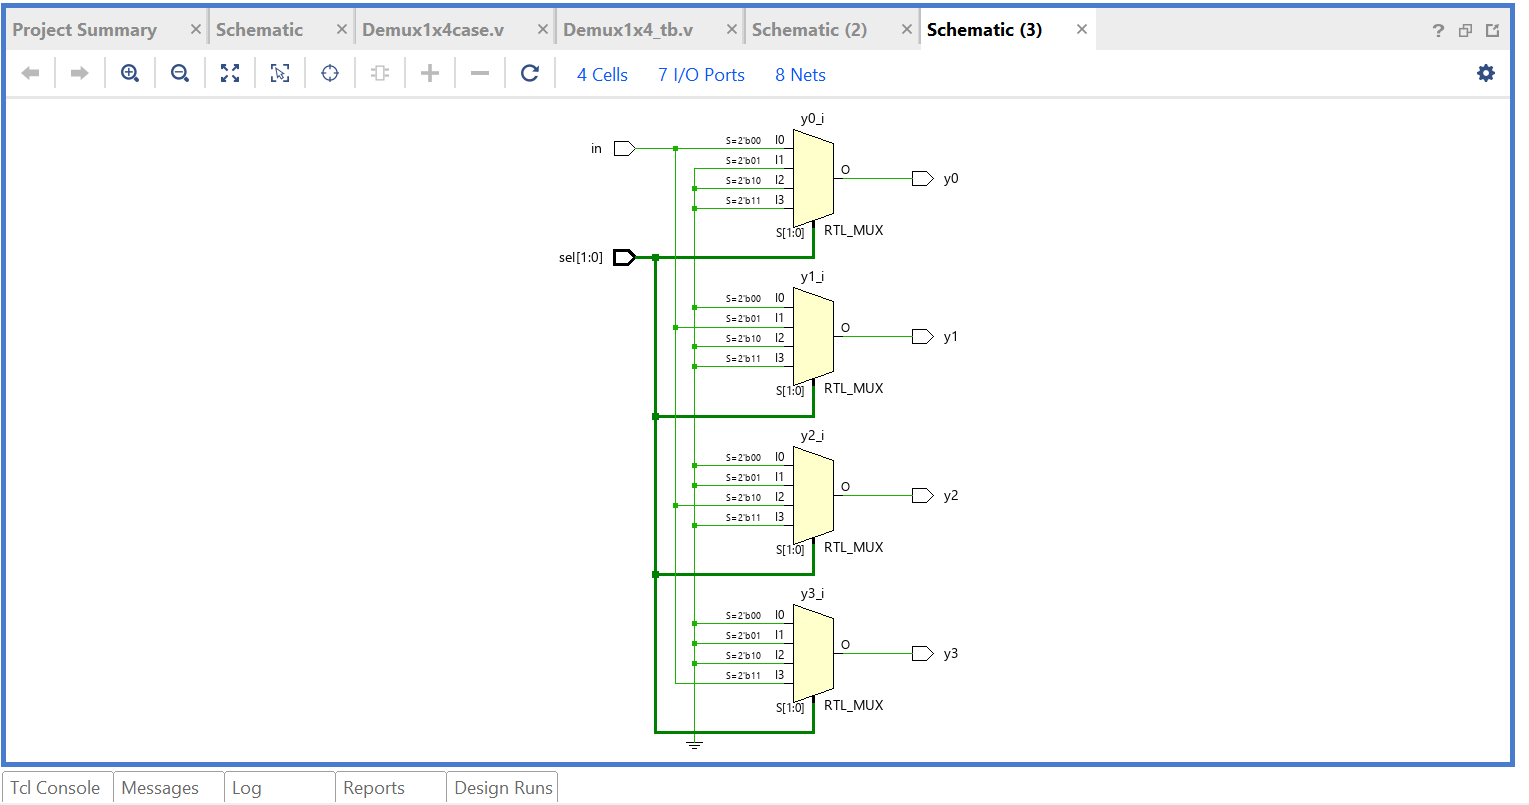 Project Summary × Schematic × Demux1x4case.v × Demux1x4_tb.v × Schematic (2) × Schematic (3) × ?
4 Cells 7 I/O Ports 8 Nets
y0_i
in
S=2'b00 I0
S=2'b01 I1
S=2'b10 I2
S=2'b11 I3
O
y0
S[1:0] RTL_MUX
sel[1:0]
y1_i
S=2'b00 I0
S=2'b01 I1
S=2'b10 I2
S=2'b11 I3
O
y1
S[1:0] RTL_MUX
y2_i
S=2'b00 I0
S=2'b01 I1
S=2'b10 I2
S=2'b11 I3
O
y2
S[1:0] RTL_MUX
y3_i
S=2'b00 I0
S=2'b01 I1
S=2'b10 I2
S=2'b11 I3
O
y3
S[1:0] RTL_MUX
Tcl Console Messages Log Reports Design Runs